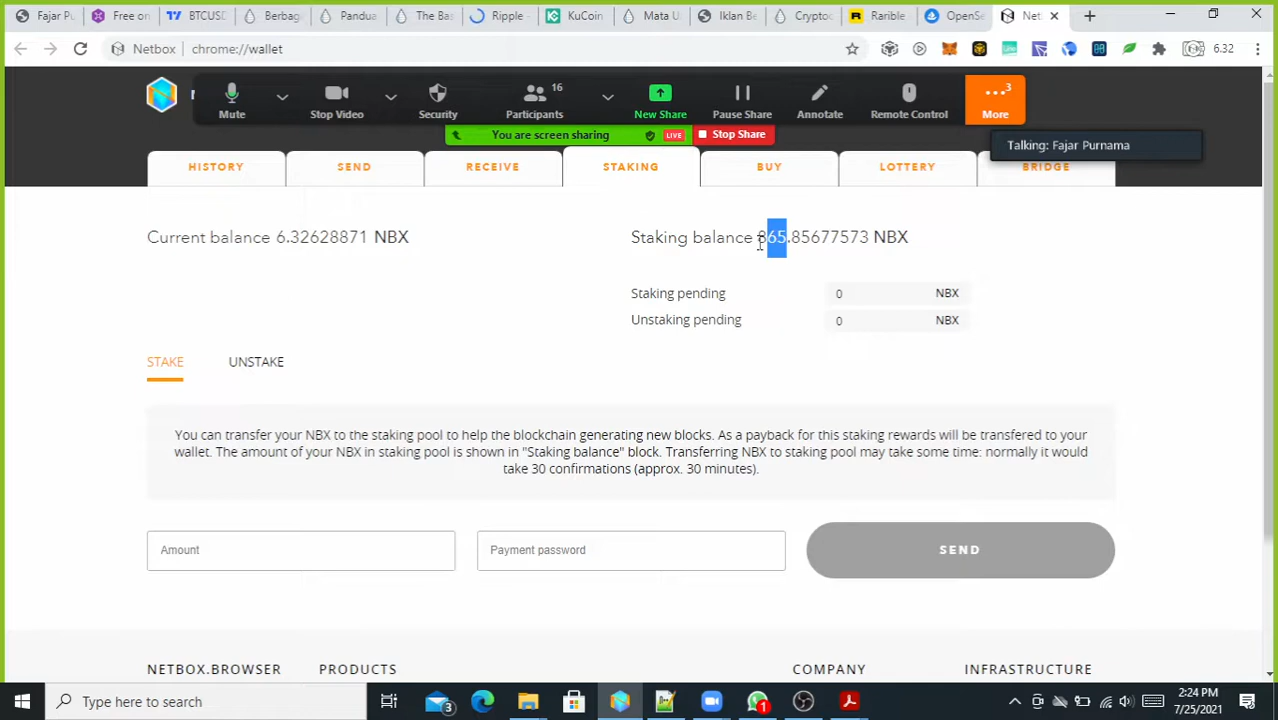 Fajar Pu
Free on
BTCUSD
Berbag
Pandua
The Ba
Ripple -
KuCoin
Mata U
Iklan Be
Cryptoc
Rarible
OpenSe
Net
Netbox
chrome://wallet
6.32
16
3
Mute
Stop Video
Security
Participants
New Share
Pause Share
Annotate
Remote Control
More
You are screen sharing
LIVE
Stop Share
Talking: Fajar Purnama
HISTORY
SEND
RECEIVE
STAKING
BUY
LOTTERY
BRIDGE
Current balance 6.32628871 NBX
Staking balance 365.85677573 NBX
Staking pending 0 NBX
Unstaking pending 0 NBX
STAKE
UNSTAKE
You can transfer your NBX to the staking pool to help the blockchain generating new blocks. As a payback for this staking rewards will be transfered to your
wallet. The amount of your NBX in staking pool is shown in "Staking balance" block. Transferring NBX to staking pool may take some time: normally it would
take 30 confirmations (approx. 30 minutes).
Amount
Payment password
SEND
NETBOX.BROWSER
PRODUCTS
COMPANY
INFRASTRUCTURE
Type here to search
3
1
2:24 PM
7/25/2021